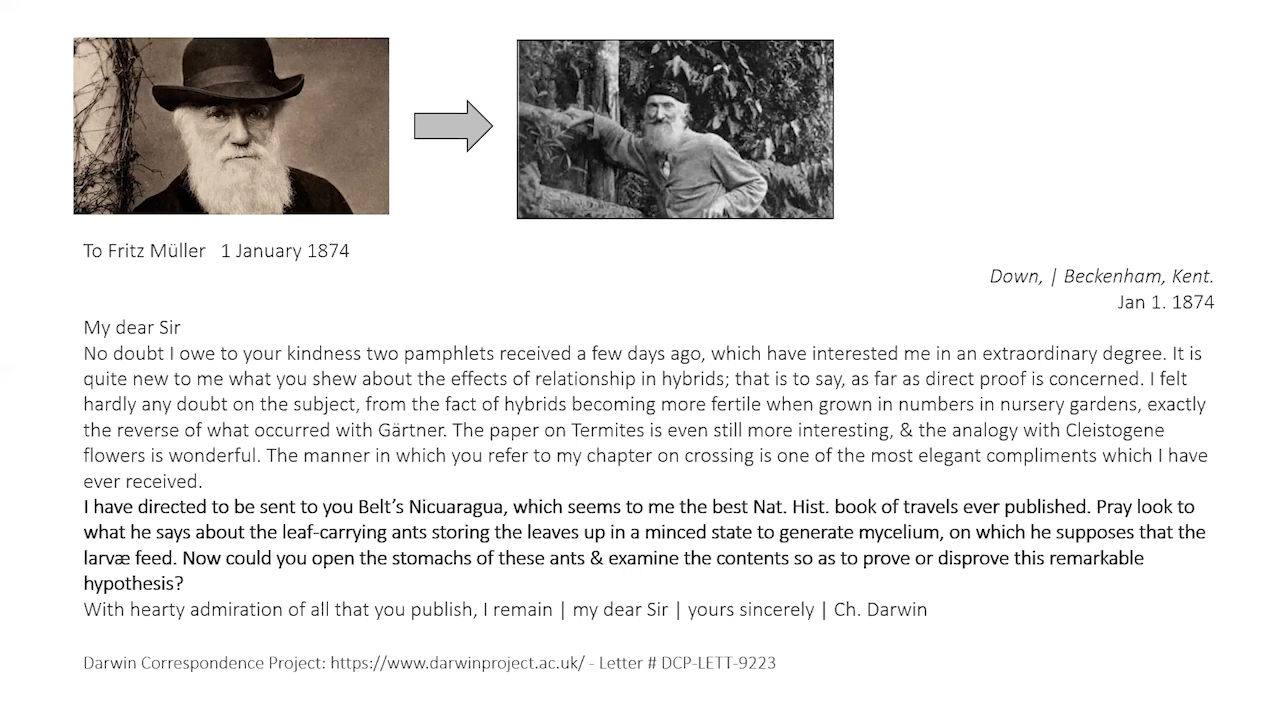 To Fritz Müller   1 January 1874
Down, | Beckenham, Kent.
Jan 1. 1874
My dear Sir
No doubt I owe to your kindness two pamphlets received a few days ago, which have interested me in an extraordinary degree. It is
quite new to me what you shew about the effects of relationship in hybrids; that is to say, as far as direct proof is concerned. I felt
hardly any doubt on the subject, from the fact of hybrids becoming more fertile when grown in numbers in nursery gardens, exactly
the reverse of what occurred with Gärtner. The paper on Termites is even still more interesting, & the analogy with Cleistogene
flowers is wonderful. The manner in which you refer to my chapter on crossing is one of the most elegant compliments which I have
ever received.
I have directed to be sent to you Belt’s Nicuaragua, which seems to me the best Nat. Hist. book of travels ever published. Pray look to
what he says about the leaf-carrying ants storing the leaves up in a minced state to generate mycelium, on which he supposes that the
larvæ feed. Now could you open the stomachs of these ants & examine the contents so as to prove or disprove this remarkable
hypothesis?
With hearty admiration of all that you publish, I remain | my dear Sir | yours sincerely | Ch. Darwin
Darwin Correspondence Project: https://www.darwinproject.ac.uk/ - Letter # DCP-LETT-9223